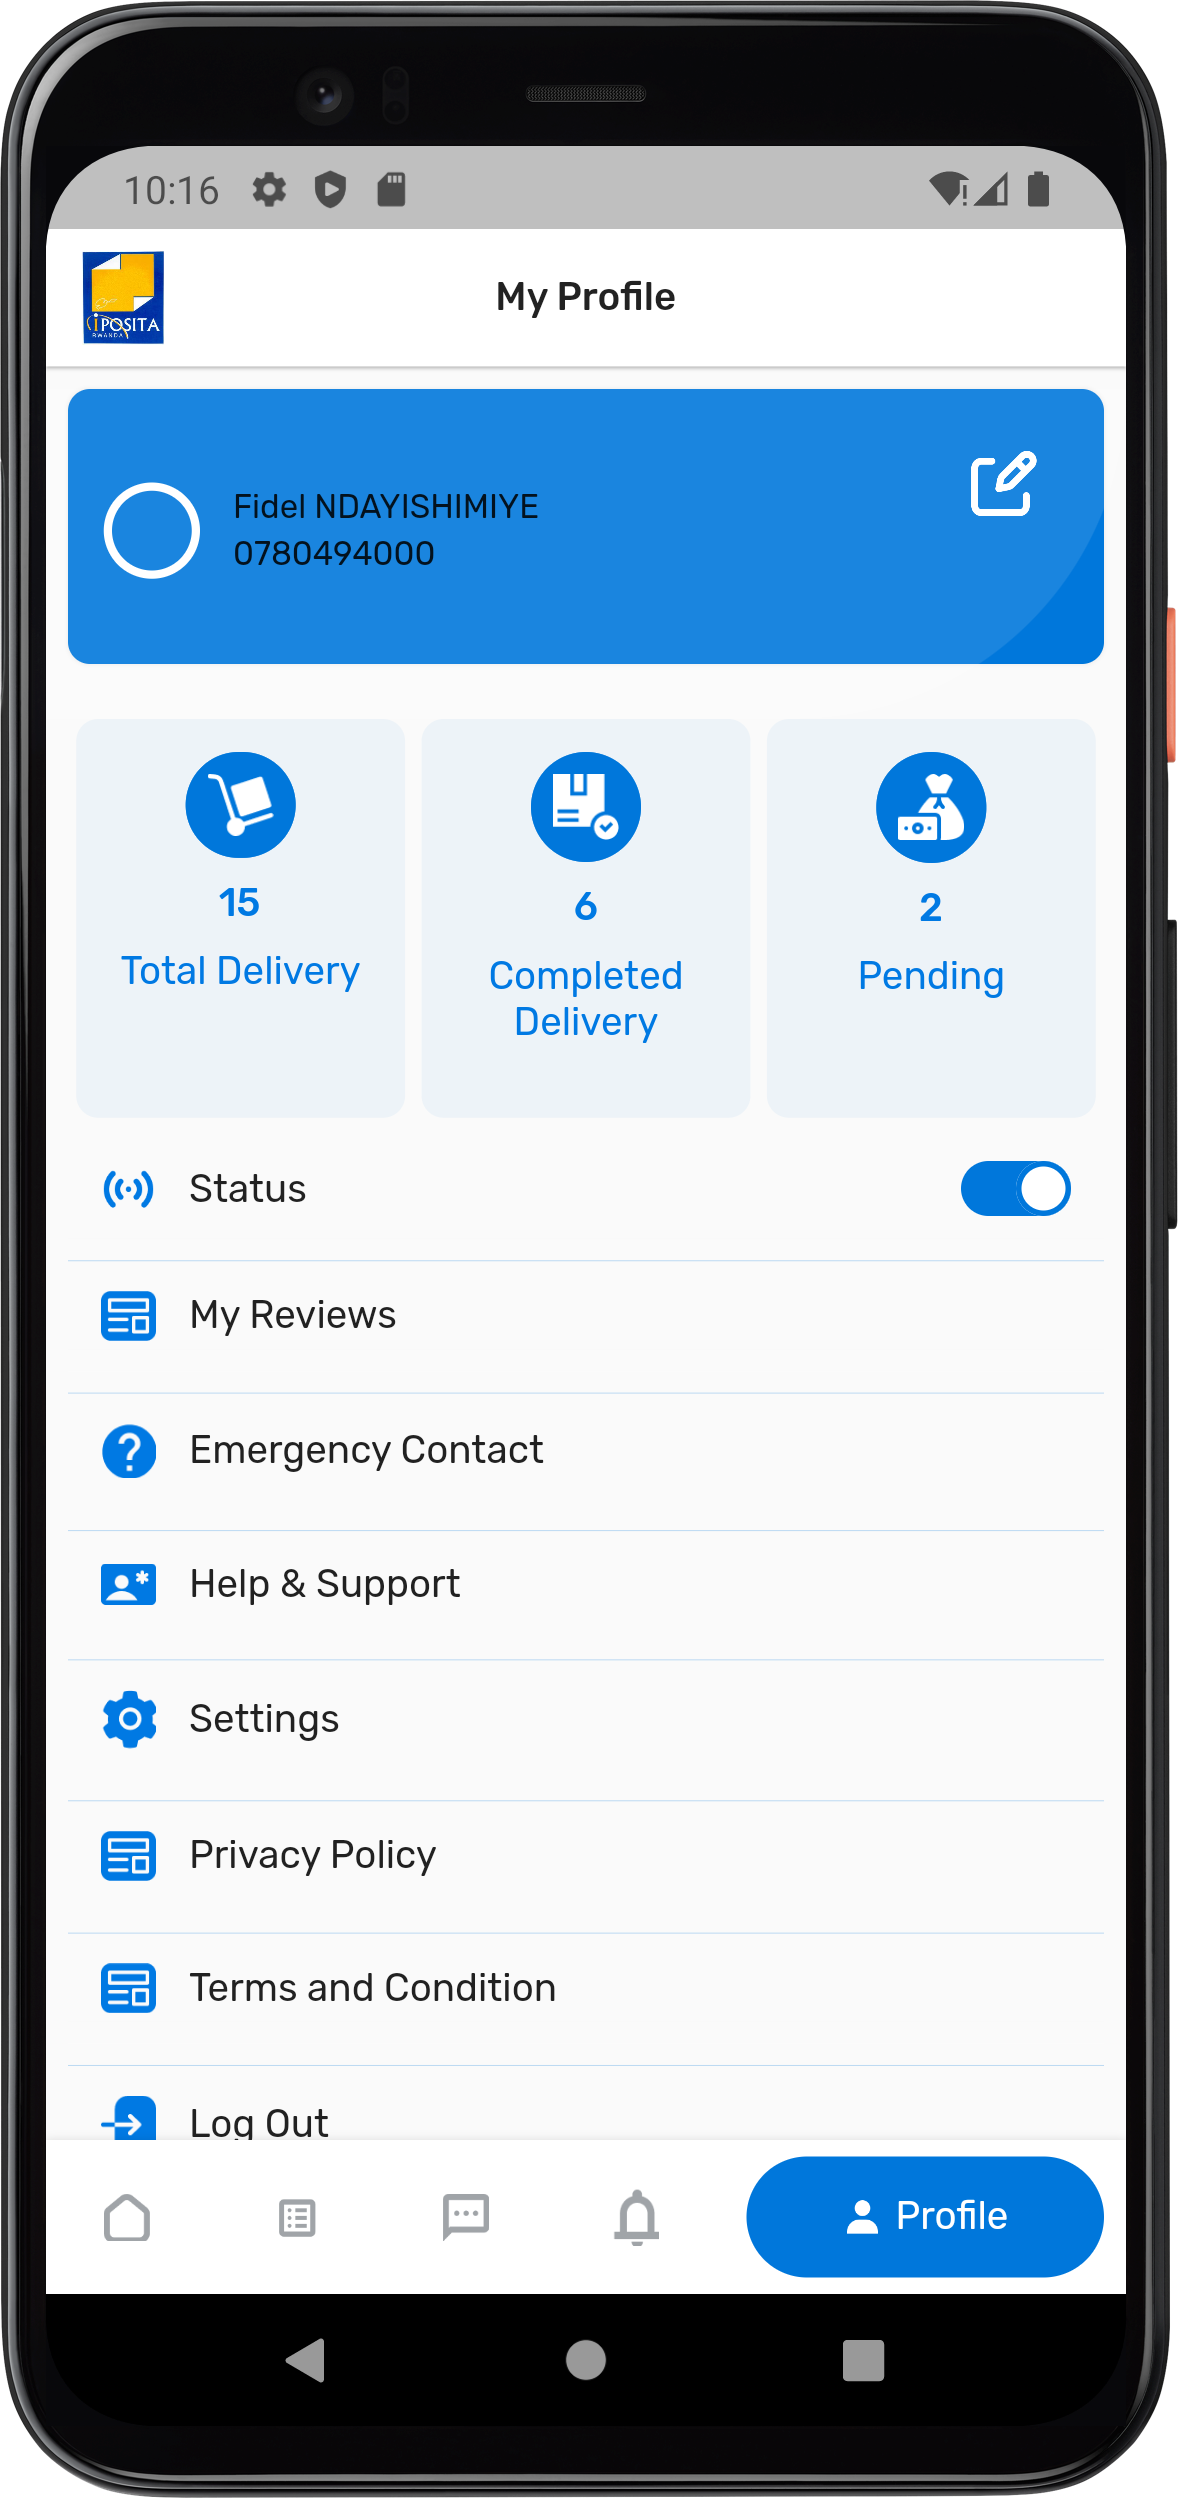 10:16
iPOSITA
RWANDA
My Profile
Fidel NDAYISHIMIYE
0780494000
15
Total Delivery
6
Completed
Delivery
2
Pending
Status
My Reviews
Emergency Contact
Help & Support
Settings
Privacy Policy
Terms and Condition
Log Out
Profile